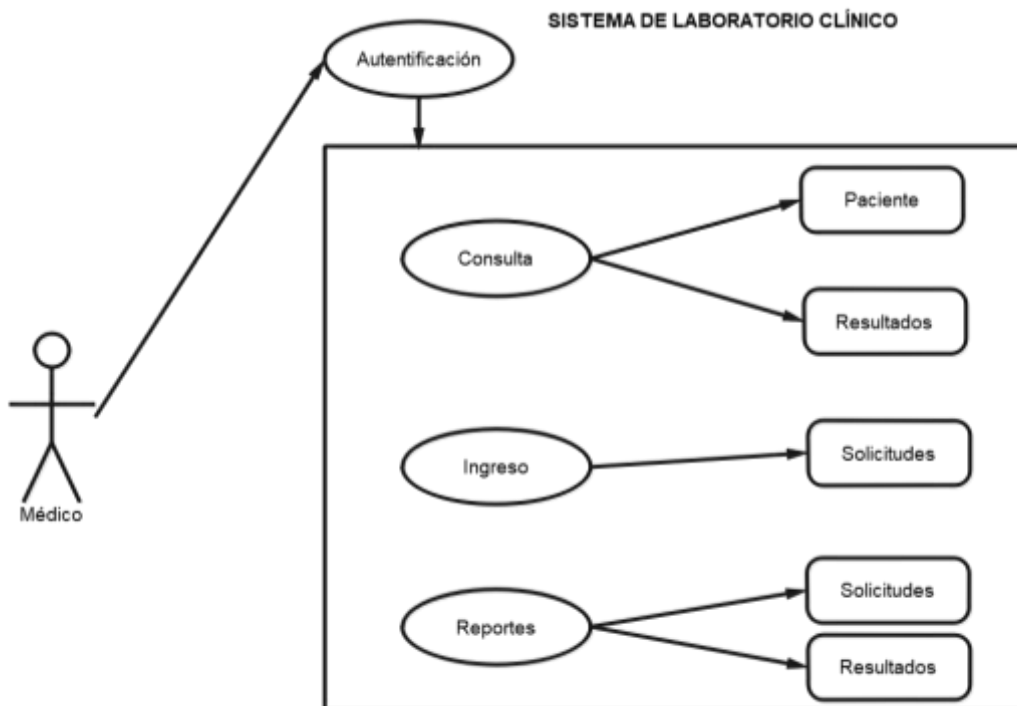 SISTEMA DE LABORATORIO CLÍNICO
Autentificación
Paciente
Consulta
Resultados
Ingreso
Solicitudes
Médico
Solicitudes
Reportes
Resultados